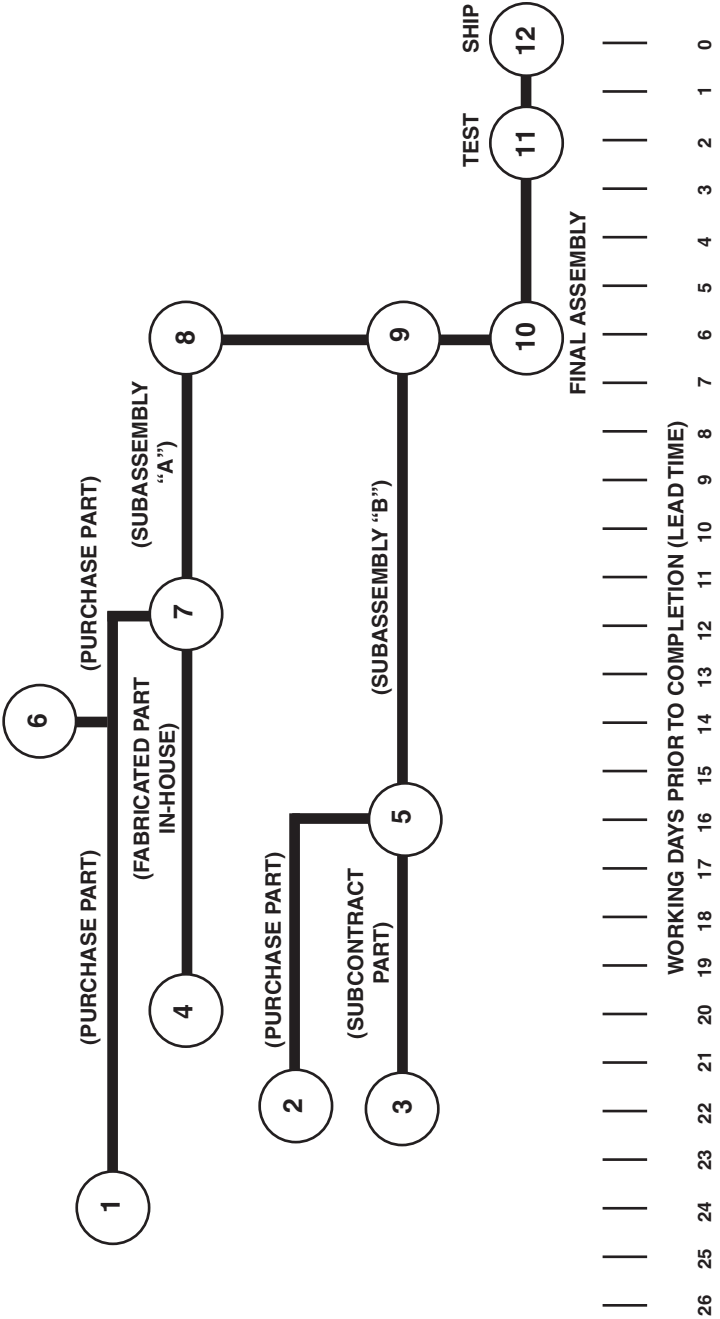 6
(PURCHASE PART)
(PURCHASE PART)
1
(FABRICATED PART
IN-HOUSE)
(SUBASSEMBLY
“A”)
4
7
8
(PURCHASE PART)
2
(SUBCONTRACT
PART)
(SUBASSEMBLY “B”)
3
5
9
TEST
SHIP
10
11
12
FINAL ASSEMBLY
WORKING DAYS PRIOR TO COMPLETION (LEAD TIME)
26 25 24 23 22 21 20 19 18 17 16 15 14 13 12 11 10 9 8 7 6 5 4 3 2 1 0